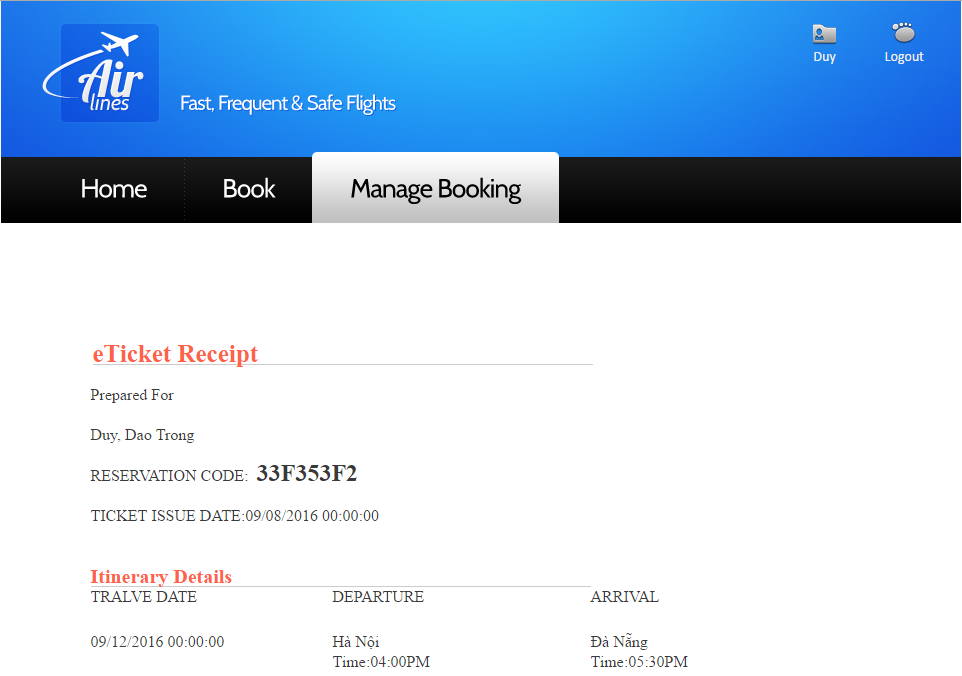 Air
lines
Fast, Frequent & Safe Flights
Duy
Logout
Home
Book
Manage Booking
eTicket Receipt
Prepared For
Duy, Dao Trong
RESERVATION CODE: 33F353F2
TICKET ISSUE DATE:09/08/2016 00:00:00
Itinerary Details
TRALVE DATE DEPARTURE ARRIVAL
09/12/2016 00:00:00 Hà Nội Đà Nẵng
Time:04:00PM Time:05:30PM